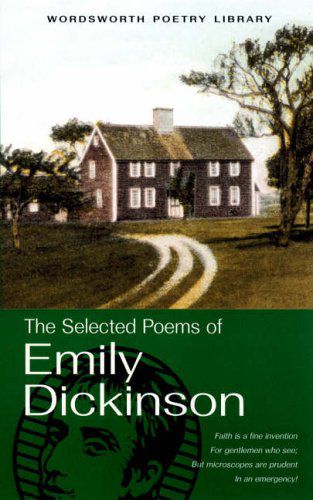 WORDSWORTH POETRY LIBRARY
The Selected Poems of
Emily
Dickinson
Faith is a fine invention
For gentlemen who see;
But microscopes are prudent
In an emergency!